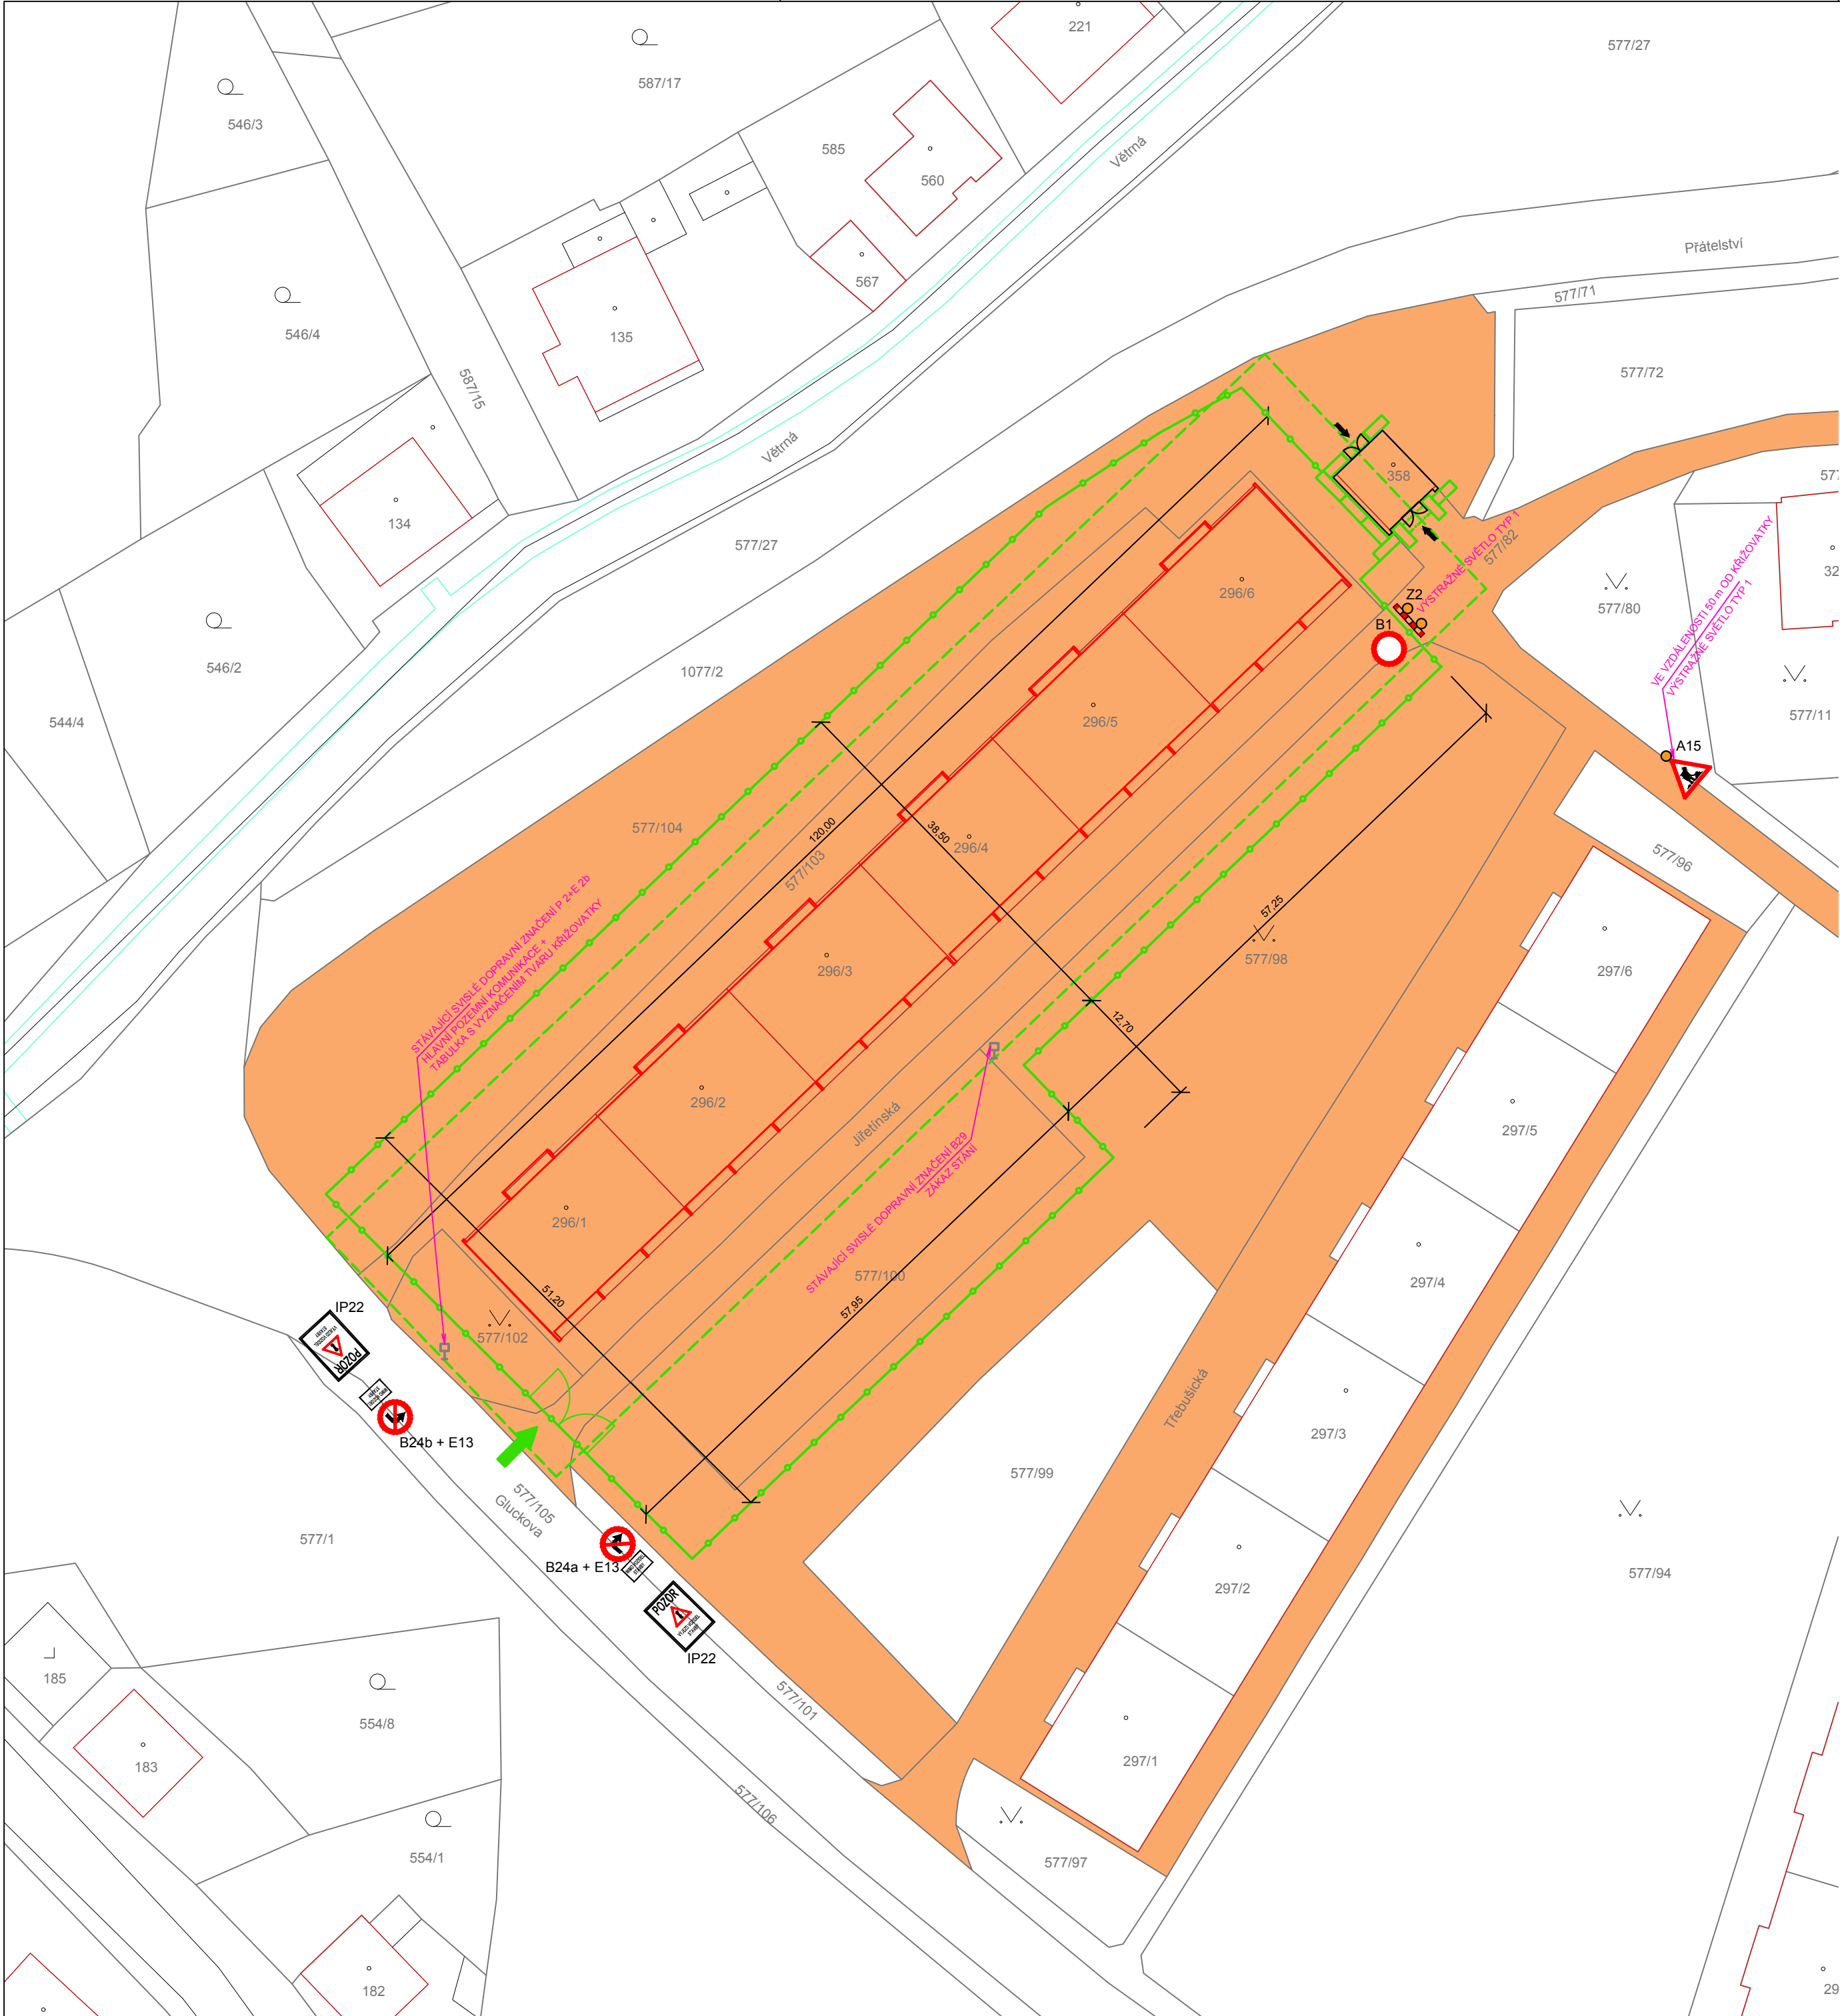 221
577/27
587/17
546/3
585
560
Větrná
Přátelství
567
577/71
546/4
135
587/15
577/72
Větrná
358
134
577/27
VÝSTRAŽNÉ SVĚTLO TYP 1
577/82
VE VZDÁLENOSTI 50 m OD KŘIŽOVATKY
VÝSTRAŽNÉ SVĚTLO TYP 1
296/6
Z2
577/80
B1
546/2
1077/2
544/4
296/5
577/11
A15
577/104
120,00
38,50
296/4
577/103
577/96
57,25
577/98
STÁVAJÍCÍ SVISLÉ DOPRAVNÍ ZNAČENÍ P 2+E 2b
HLAVNÍ POZEMNÍ KOMUNIKACE +
TABULKA S VYZNAČENÍM TVARU KŘIŽOVATKY
296/3
297/6
12,70
296/2
Jiřetínská
297/5
STÁVAJÍCÍ SVISLÉ DOPRAVNÍ ZNAČENÍ B29
ZÁKAZ STÁNÍ
296/1
577/100
297/4
51,20
57,95
IP22
POZOR
577/102
Třebušická
297/3
B24b + E13
577/99
577/105
Gluckova
577/1
B24a + E13
POZOR
IP22
297/2
577/94
185
577/101
554/8
183
297/1
577/106
554/1
577/97
182